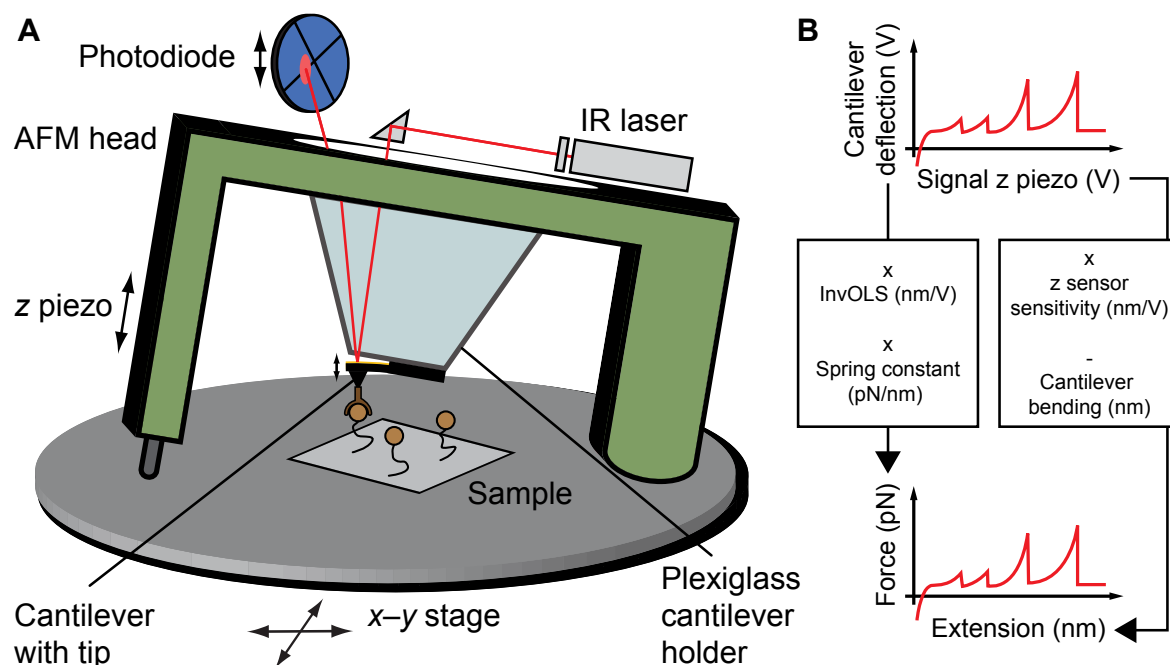 A
Photodiode
AFM head
IR laser
z piezo
Sample
Cantilever
with tip
x–y stage
Plexiglass
cantilever
holder
B
Cantilever
deflection (V)
Signal z piezo (V)
x
InvOLS (nm/V)
x
Spring constant
(pN/nm)
x
z sensor
sensitivity (nm/V)
-
Cantilever
bending (nm)
Force (pN)
Extension (nm)